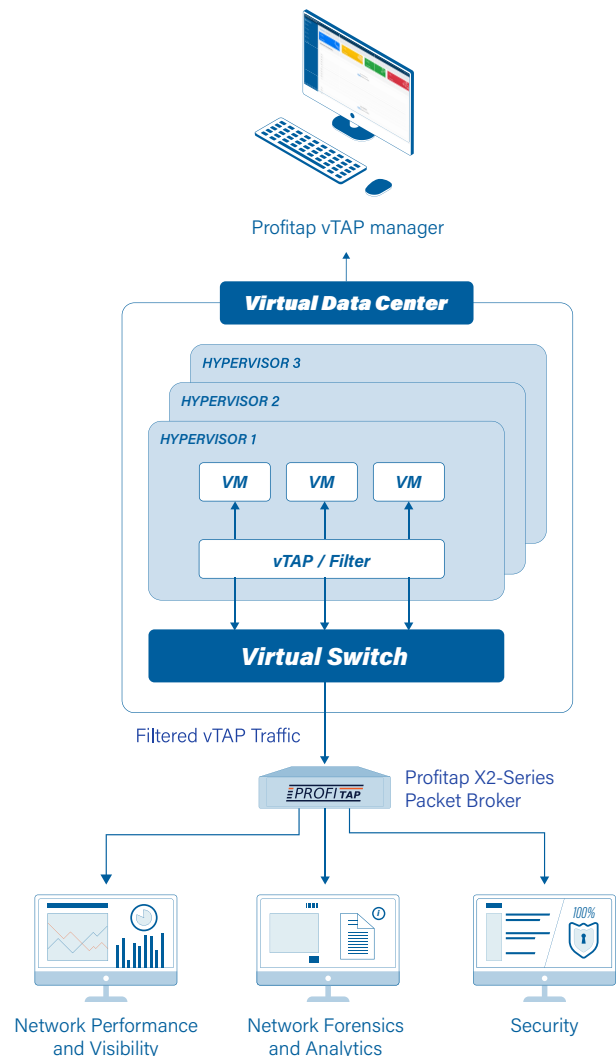 Profitap vTAP manager
Virtual Data Center
HYPERVISOR 3
HYPERVISOR 2
HYPERVISOR 1
VM VM VM
vTAP / Filter
Virtual Switch
Filtered vTAP Traffic
Profitap X2-Series
Packet Broker
PROFITAP
100%
i
Network Performance
and Visibility
Network Forensics
and Analytics
Security